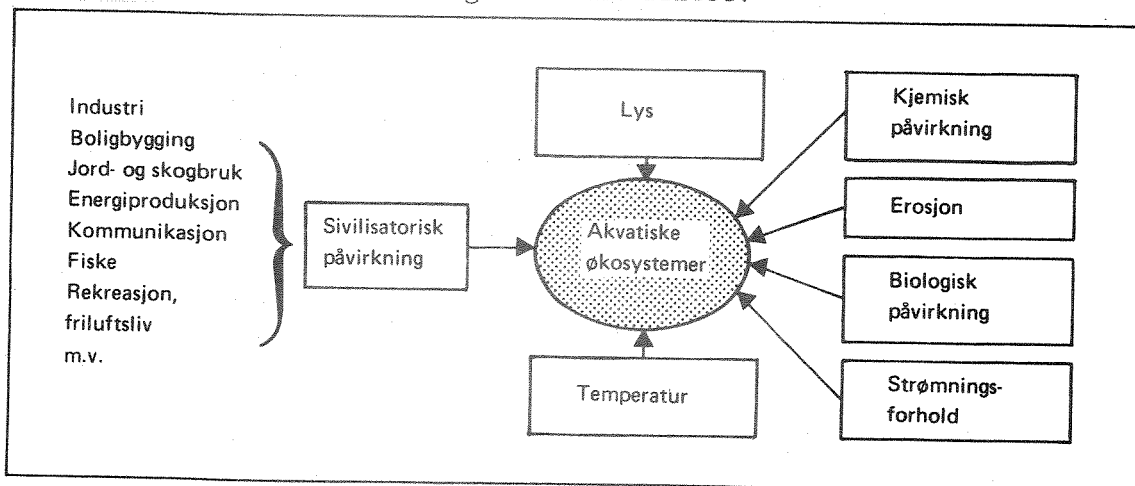 Industri
Boligbygging
Jord- og skogbruk
Energiproduksjon
Kommunikasjon
Fiske
Rekreasjon,
friluftsliv
m.v.
Sivilisatorisk
påvirkning
Lys
Akvatiske
økosystemer
Temperatur
Kjemisk
påvirkning
Erosjon
Biologisk
påvirkning
Strømnings-
forhold